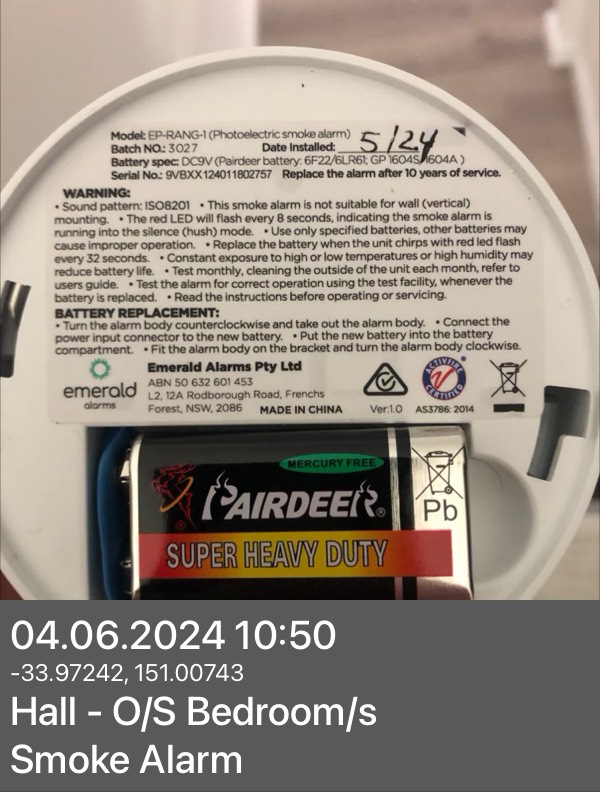 Model: EP-RANG-1 (Photoelectric smoke alarm)
Batch NO.: 3027 Date Installed: 5/24
Battery spec: DC9V (Pairdeer battery: 6F22/6LR61; GP 1604S/1604A )
Serial No.: 9VBXX124011802757 Replace the alarm after 10 years of service.
WARNING:
• Sound pattern: ISO8201 • This smoke alarm is not suitable for wall (vertical)
mounting. • The red LED will flash every 8 seconds, indicating the smoke alarm is
running into the silence (hush) mode. • Use only specified batteries, other batteries may
cause improper operation. • Replace the battery when the unit chirps with red led flash
every 32 seconds. • Constant exposure to high or low temperatures or high humidity may
reduce battery life. • Test monthly, cleaning the outside of the unit each month, refer to
users guide. • Test the alarm for correct operation using the test facility, whenever the
battery is replaced. • Read the instructions before operating or servicing.
BATTERY REPLACEMENT:
• Turn the alarm body counterclockwise and take out the alarm body. • Connect the
power input connector to the new battery. • Put the new battery into the battery
compartment. • Fit the alarm body on the bracket and turn the alarm body clockwise.
emerald
alarms
Emerald Alarms Pty Ltd
ABN 50 632 601 453
L2, 12A Rodborough Road, Frenchs
Forest, NSW, 2086 MADE IN CHINA
Ver:1.0
ACTIVFIRE
CERTIFIED
AS3786: 2014
MERCURY FREE
PAIRDEER®
SUPER HEAVY DUTY
Pb
04.06.2024 10:50
-33.97242, 151.00743
Hall - O/S Bedroom/s
Smoke Alarm